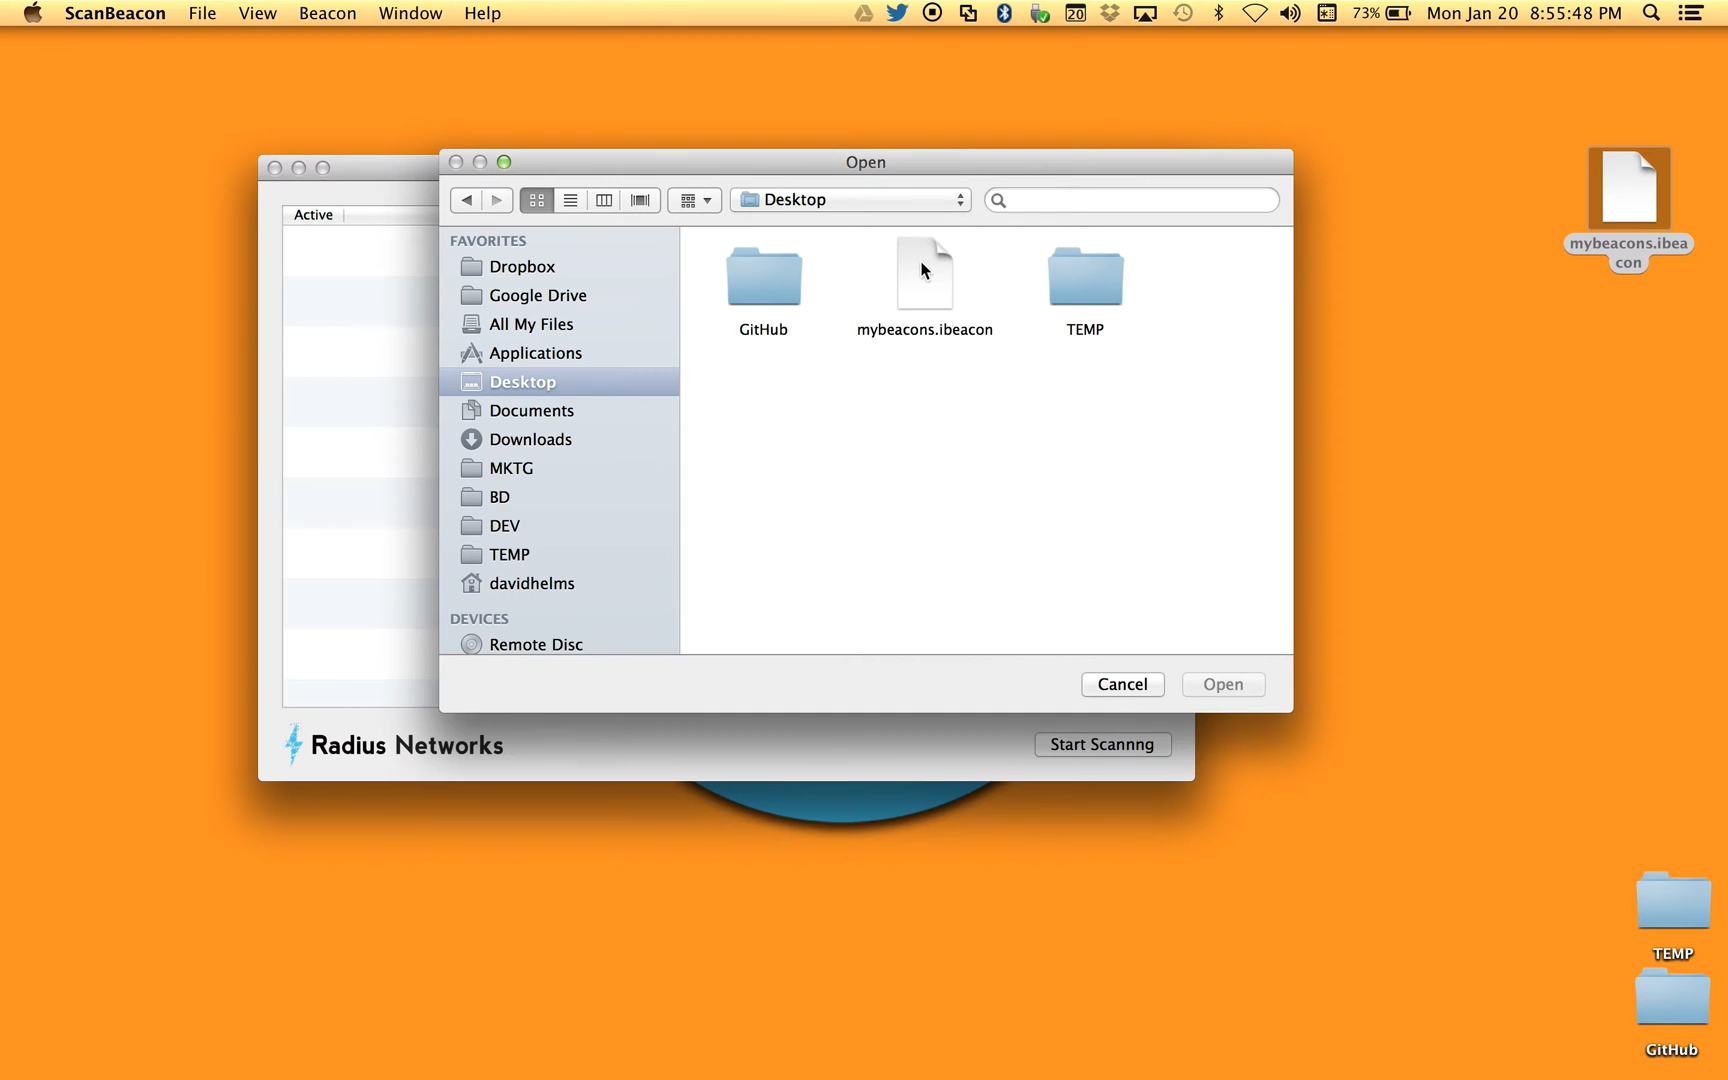 ScanBeacon File View Beacon Window Help 20 73% Mon Jan 20 8:55:48 PM
Open
Desktop
Active
FAVORITES
Dropbox
Google Drive
All My Files
Applications
Desktop
Documents
Downloads
MKTG
BD
DEV
TEMP
davidhelms
DEVICES
Remote Disc
GitHub
mybeacons.ibeacon
TEMP
Cancel Open
Radius Networks
Start Scannng
mybeacons.ibea
con
TEMP
GitHub